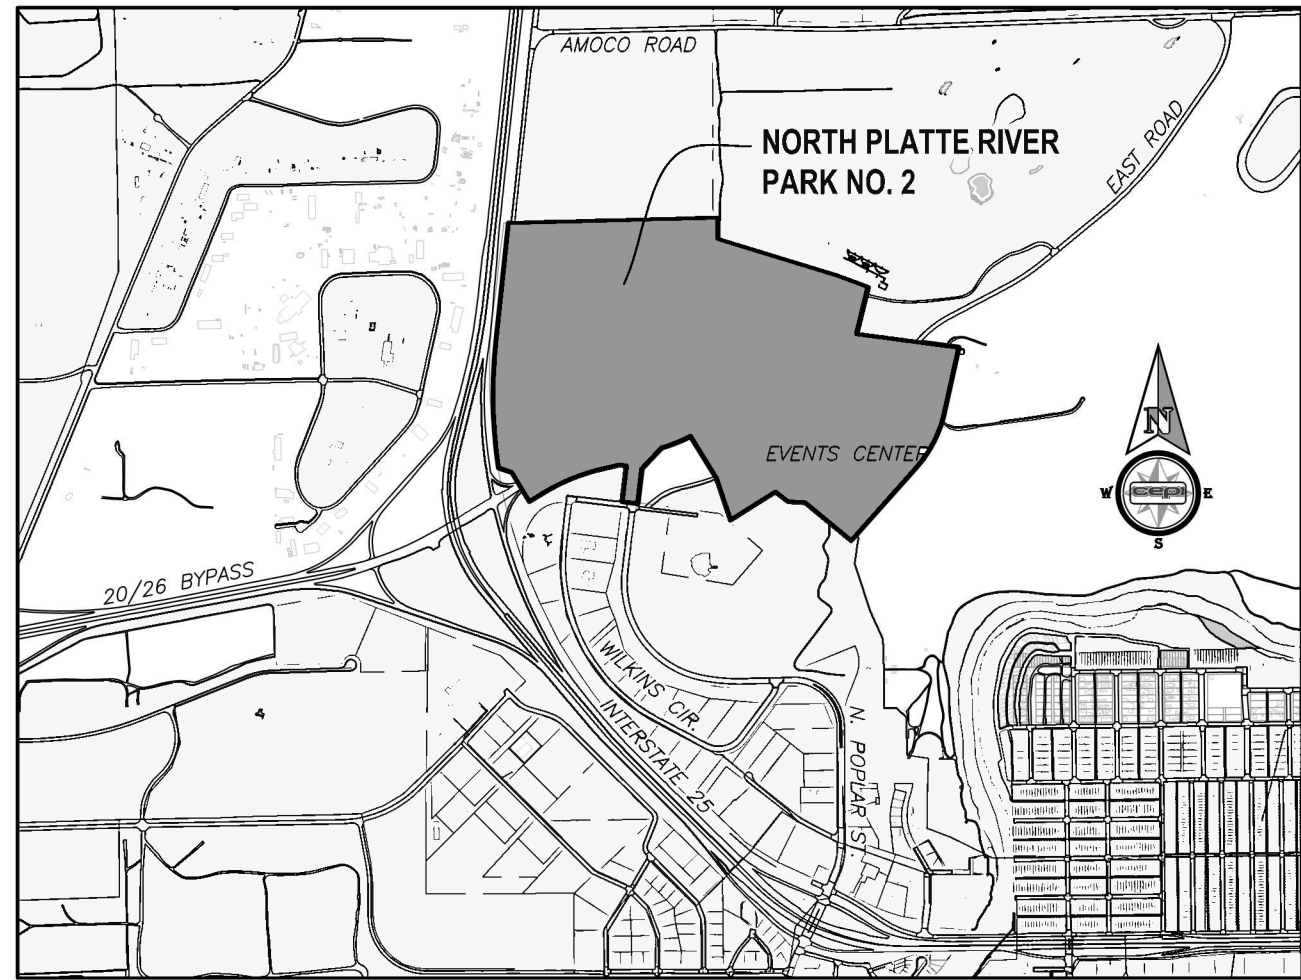 AMOCO ROAD
NORTH PLATTE RIVER
PARK NO. 2
EAST ROAD
EVENTS CENTER
N
W
cepi
E
S
20/26 BYPASS
WILKINS CIR.
INTERSTATE 25
N. POPLAR ST.